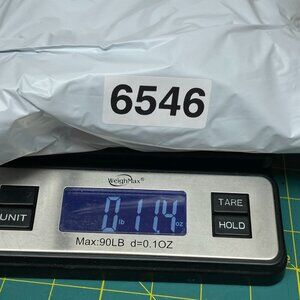 6546
WeighMax®
UNIT
0 lb 11.4 oz
TARE
HOLD
Max:90LB d=0.1OZ